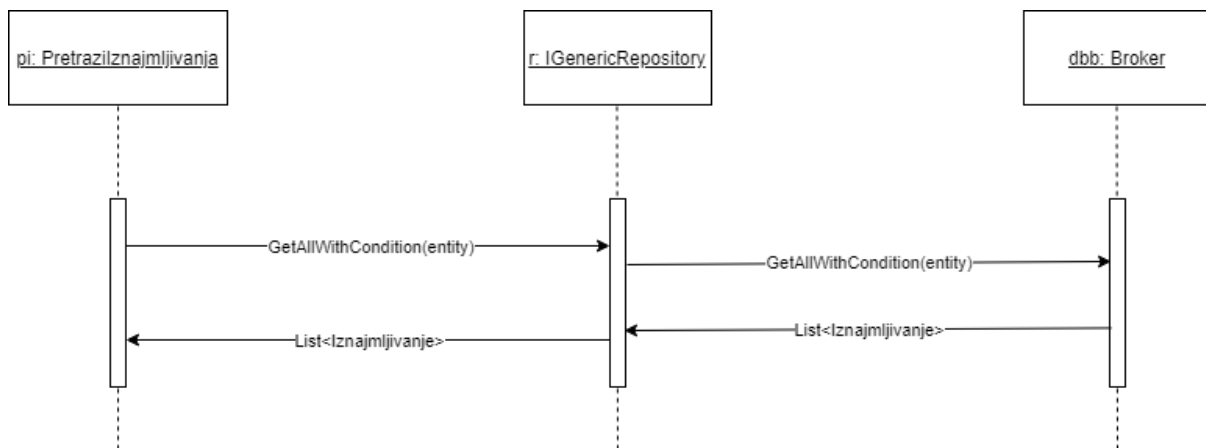 pi: PretraziIznajmljivanja
r: IGenericRepository
dbb: Broker
GetAllWithCondition(entity)
GetAllWithCondition(entity)
List<Iznajmljivanje>
List<Iznajmljivanje>